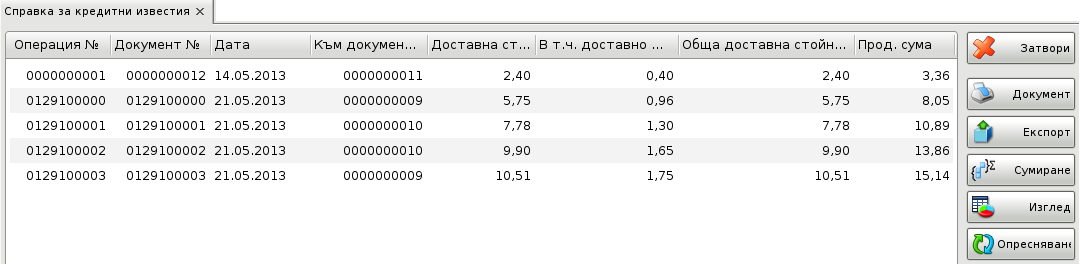 Справка за кредитни известия ×
Операция № Документ № Дата Към докумен... Доставна ст... В т.ч. доставно ... Обща доставна стойн... Прод. сума
0000000001 0000000012 14.05.2013 0000000011 2,40 0,40 2,40 3,36
0129100000 0129100000 21.05.2013 0000000009 5,75 0,96 5,75 8,05
0129100001 0129100001 21.05.2013 0000000010 7,78 1,30 7,78 10,89
0129100002 0129100002 21.05.2013 0000000010 9,90 1,65 9,90 13,86
0129100003 0129100003 21.05.2013 0000000009 10,51 1,75 10,51 15,14
Затвори
Документ
Експорт
Сумиране
Изглед
Опресняване